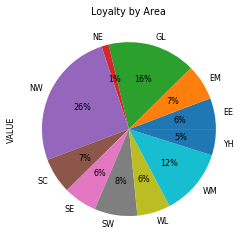 Loyalty by Area
NE
GL
NW
EM
1%
16%
26%
7%
EE
6%
VALUE
5%
YH
7%
12%
SC
6%
8%
6%
WM
SE
SW
WL